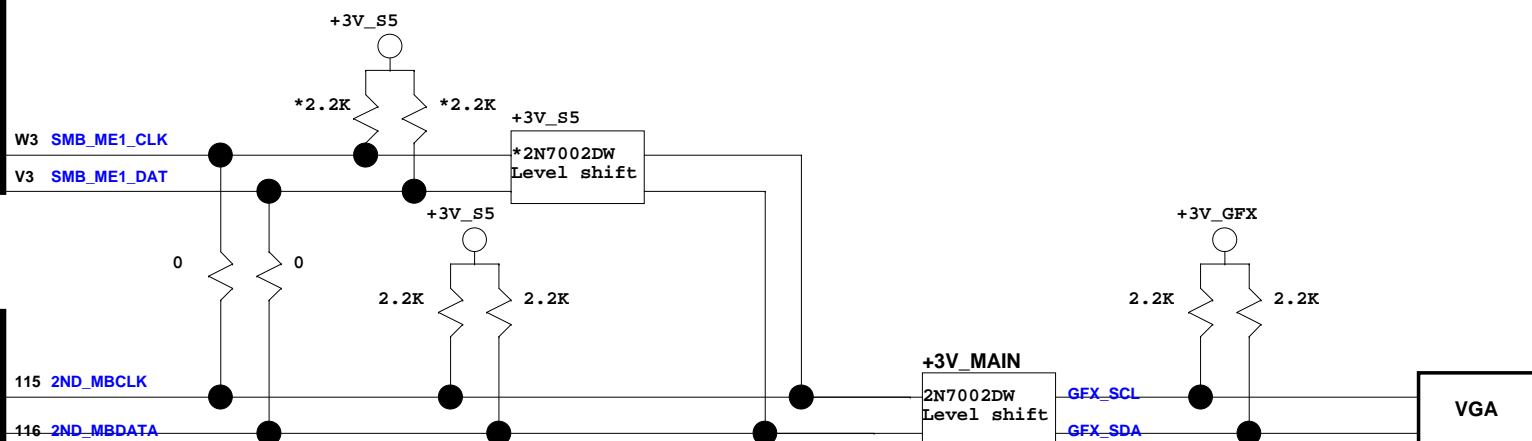 +3V_S5
*2.2K *2.2K
+3V_S5
W3 SMB_ME1_CLK
*2N7002DW
Level shift
V3 SMB_ME1_DAT
+3V_S5
+3V_GFX
0 0
2.2K 2.2K
2.2K 2.2K
+3V_MAIN
115 2ND_MBCLK
2N7002DW
Level shift
GFX_SCL
VGA
116 2ND_MBDATA
GFX_SDA